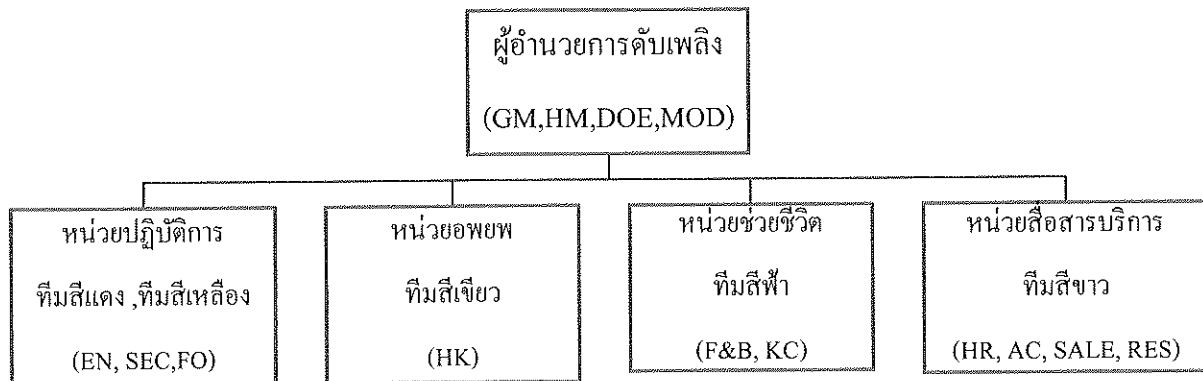 ผู้อำนวยการดับเพลิง
(GM,HM,DOE,MOD)
หน่วยปฏิบัติการ
ทีมสีแดง ,ทีมสีเหลือง
(EN, SEC,FO)
หน่วยอพยพ
ทีมสีเขียว
(HK)
หน่วยช่วยชีวิต
ทีมสีฟ้า
(F&B, KC)
หน่วยสื่อสารบริการ
ทีมสีขาว
(HR, AC, SALE, RES)